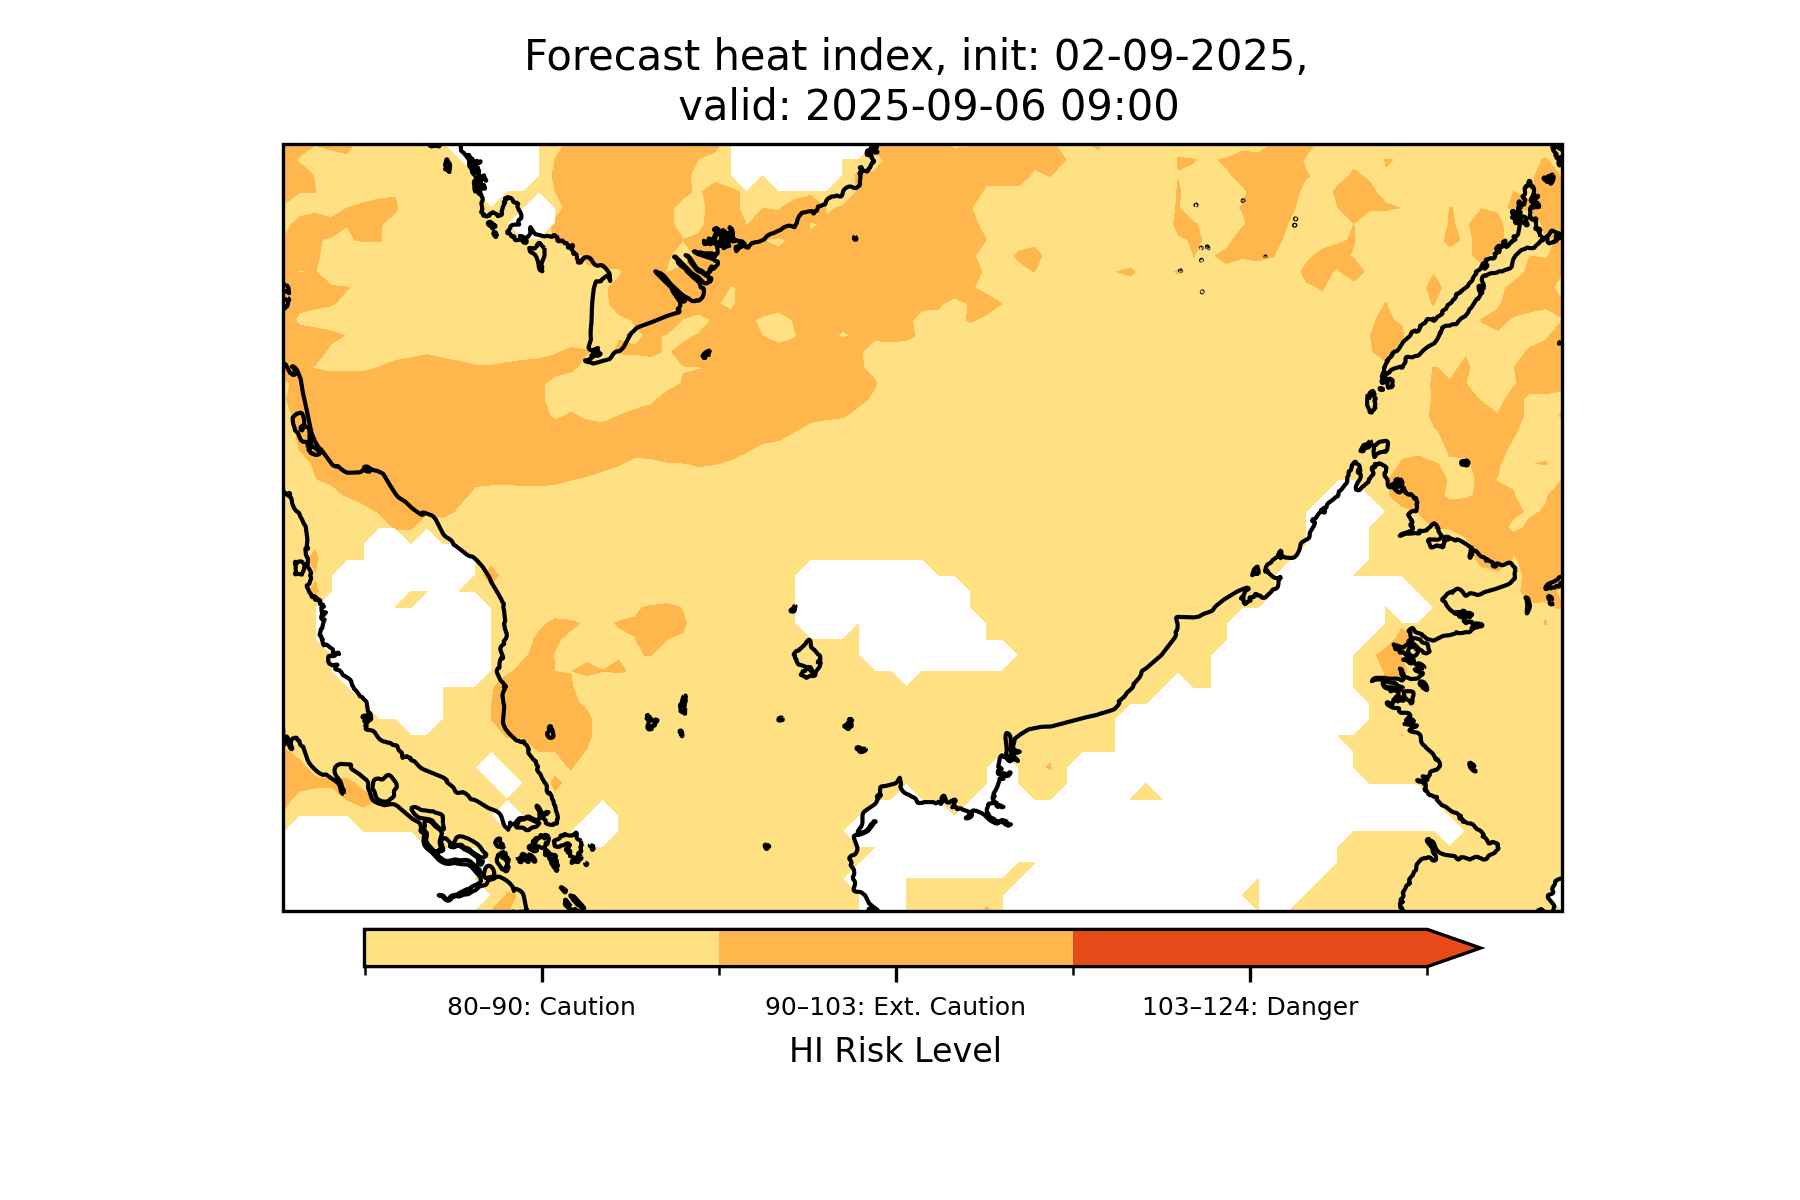 Forecast heat index, init: 02-09-2025,
valid: 2025-09-06 09:00
80–90: Caution
90–103: Ext. Caution
103–124: Danger
HI Risk Level